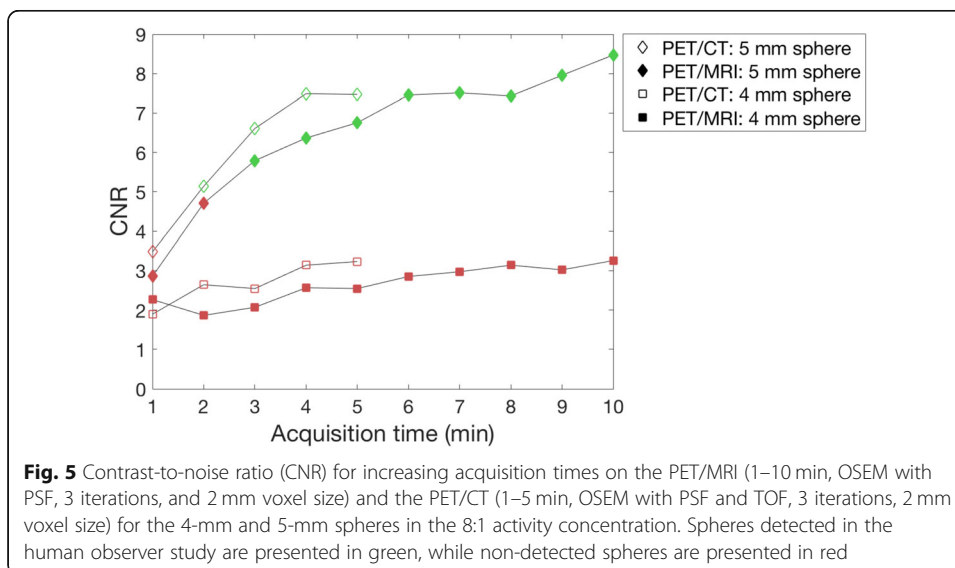 9
8
7
6
5
4
3
2
1
0
CNR
1 2 3 4 5 6 7 8 9 10
Acquisition time (min)
PET/CT: 5 mm sphere
PET/MRI: 5 mm sphere
PET/CT: 4 mm sphere
PET/MRI: 4 mm sphere
Fig. 5 Contrast-to-noise ratio (CNR) for increasing acquisition times on the PET/MRI (1–10 min, OSEM with
PSF, 3 iterations, and 2 mm voxel size) and the PET/CT (1–5 min, OSEM with PSF and TOF, 3 iterations, 2 mm
voxel size) for the 4-mm and 5-mm spheres in the 8:1 activity concentration. Spheres detected in the
human observer study are presented in green, while non-detected spheres are presented in red